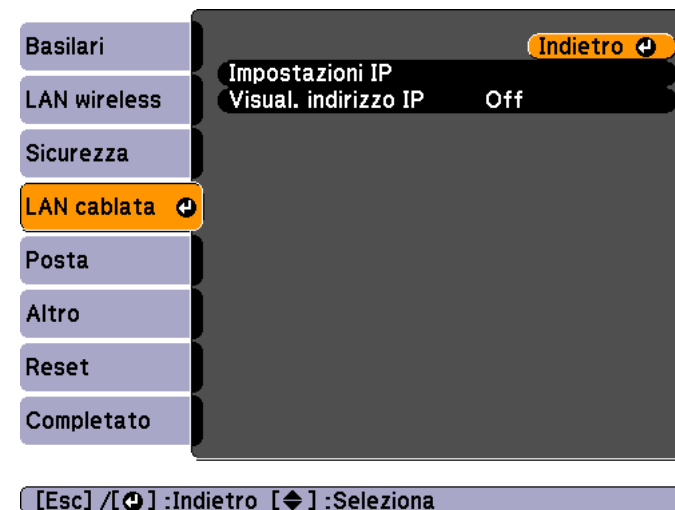 Basilari
Indietro
Impostazioni IP
LAN wireless
Visual. indirizzo IP Off
Sicurezza
LAN cablata
Posta
Altro
Reset
Completato
[Esc] /[ ] :Indietro [ ] :Seleziona